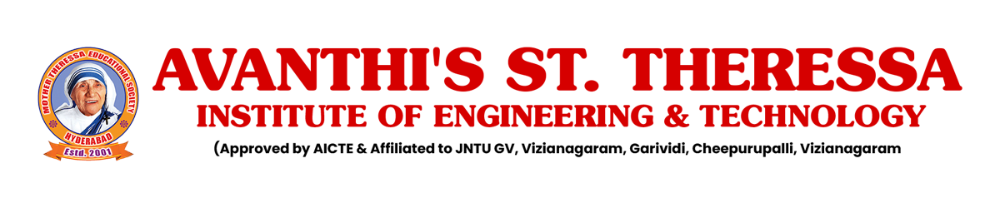 MOTHER THERESSA EDUCATIONAL SOCIETY
HYDERABAD
Estd. 2001
AVANTHI'S ST. THERESSA
INSTITUTE OF ENGINEERING & TECHNOLOGY
(Approved by AICTE & Affiliated to JNTU GV, Vizianagaram, Garividi, Cheepurupalli, Vizianagaram